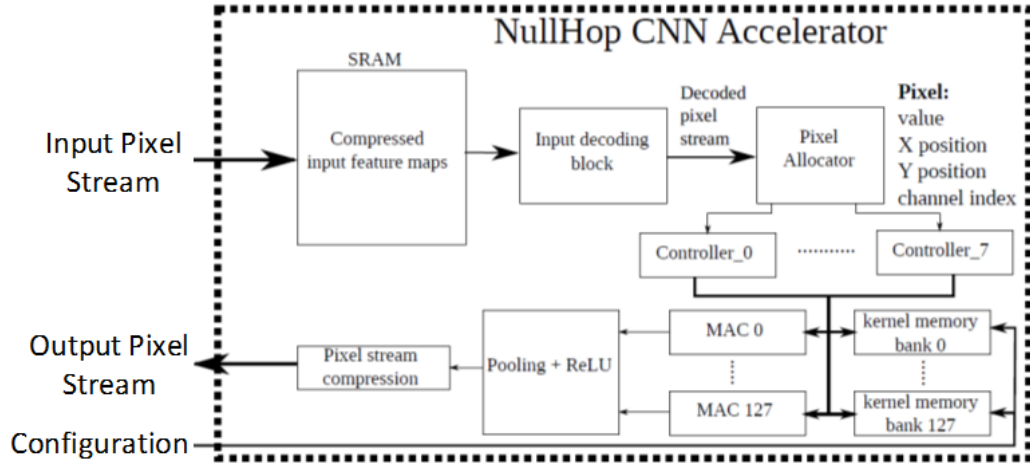 NullHop CNN Accelerator
SRAM
Compressed
input feature maps
Input decoding
block
Decoded
pixel
stream
Pixel
Allocator
Pixel:
value
X position
Y position
channel index
Input Pixel
Stream
Controller_0
...........
Controller_7
MAC 0
kernel memory
bank 0
Pooling + ReLU
Pixel stream
compression
Output Pixel
Stream
MAC 127
kernel memory
bank 127
Configuration